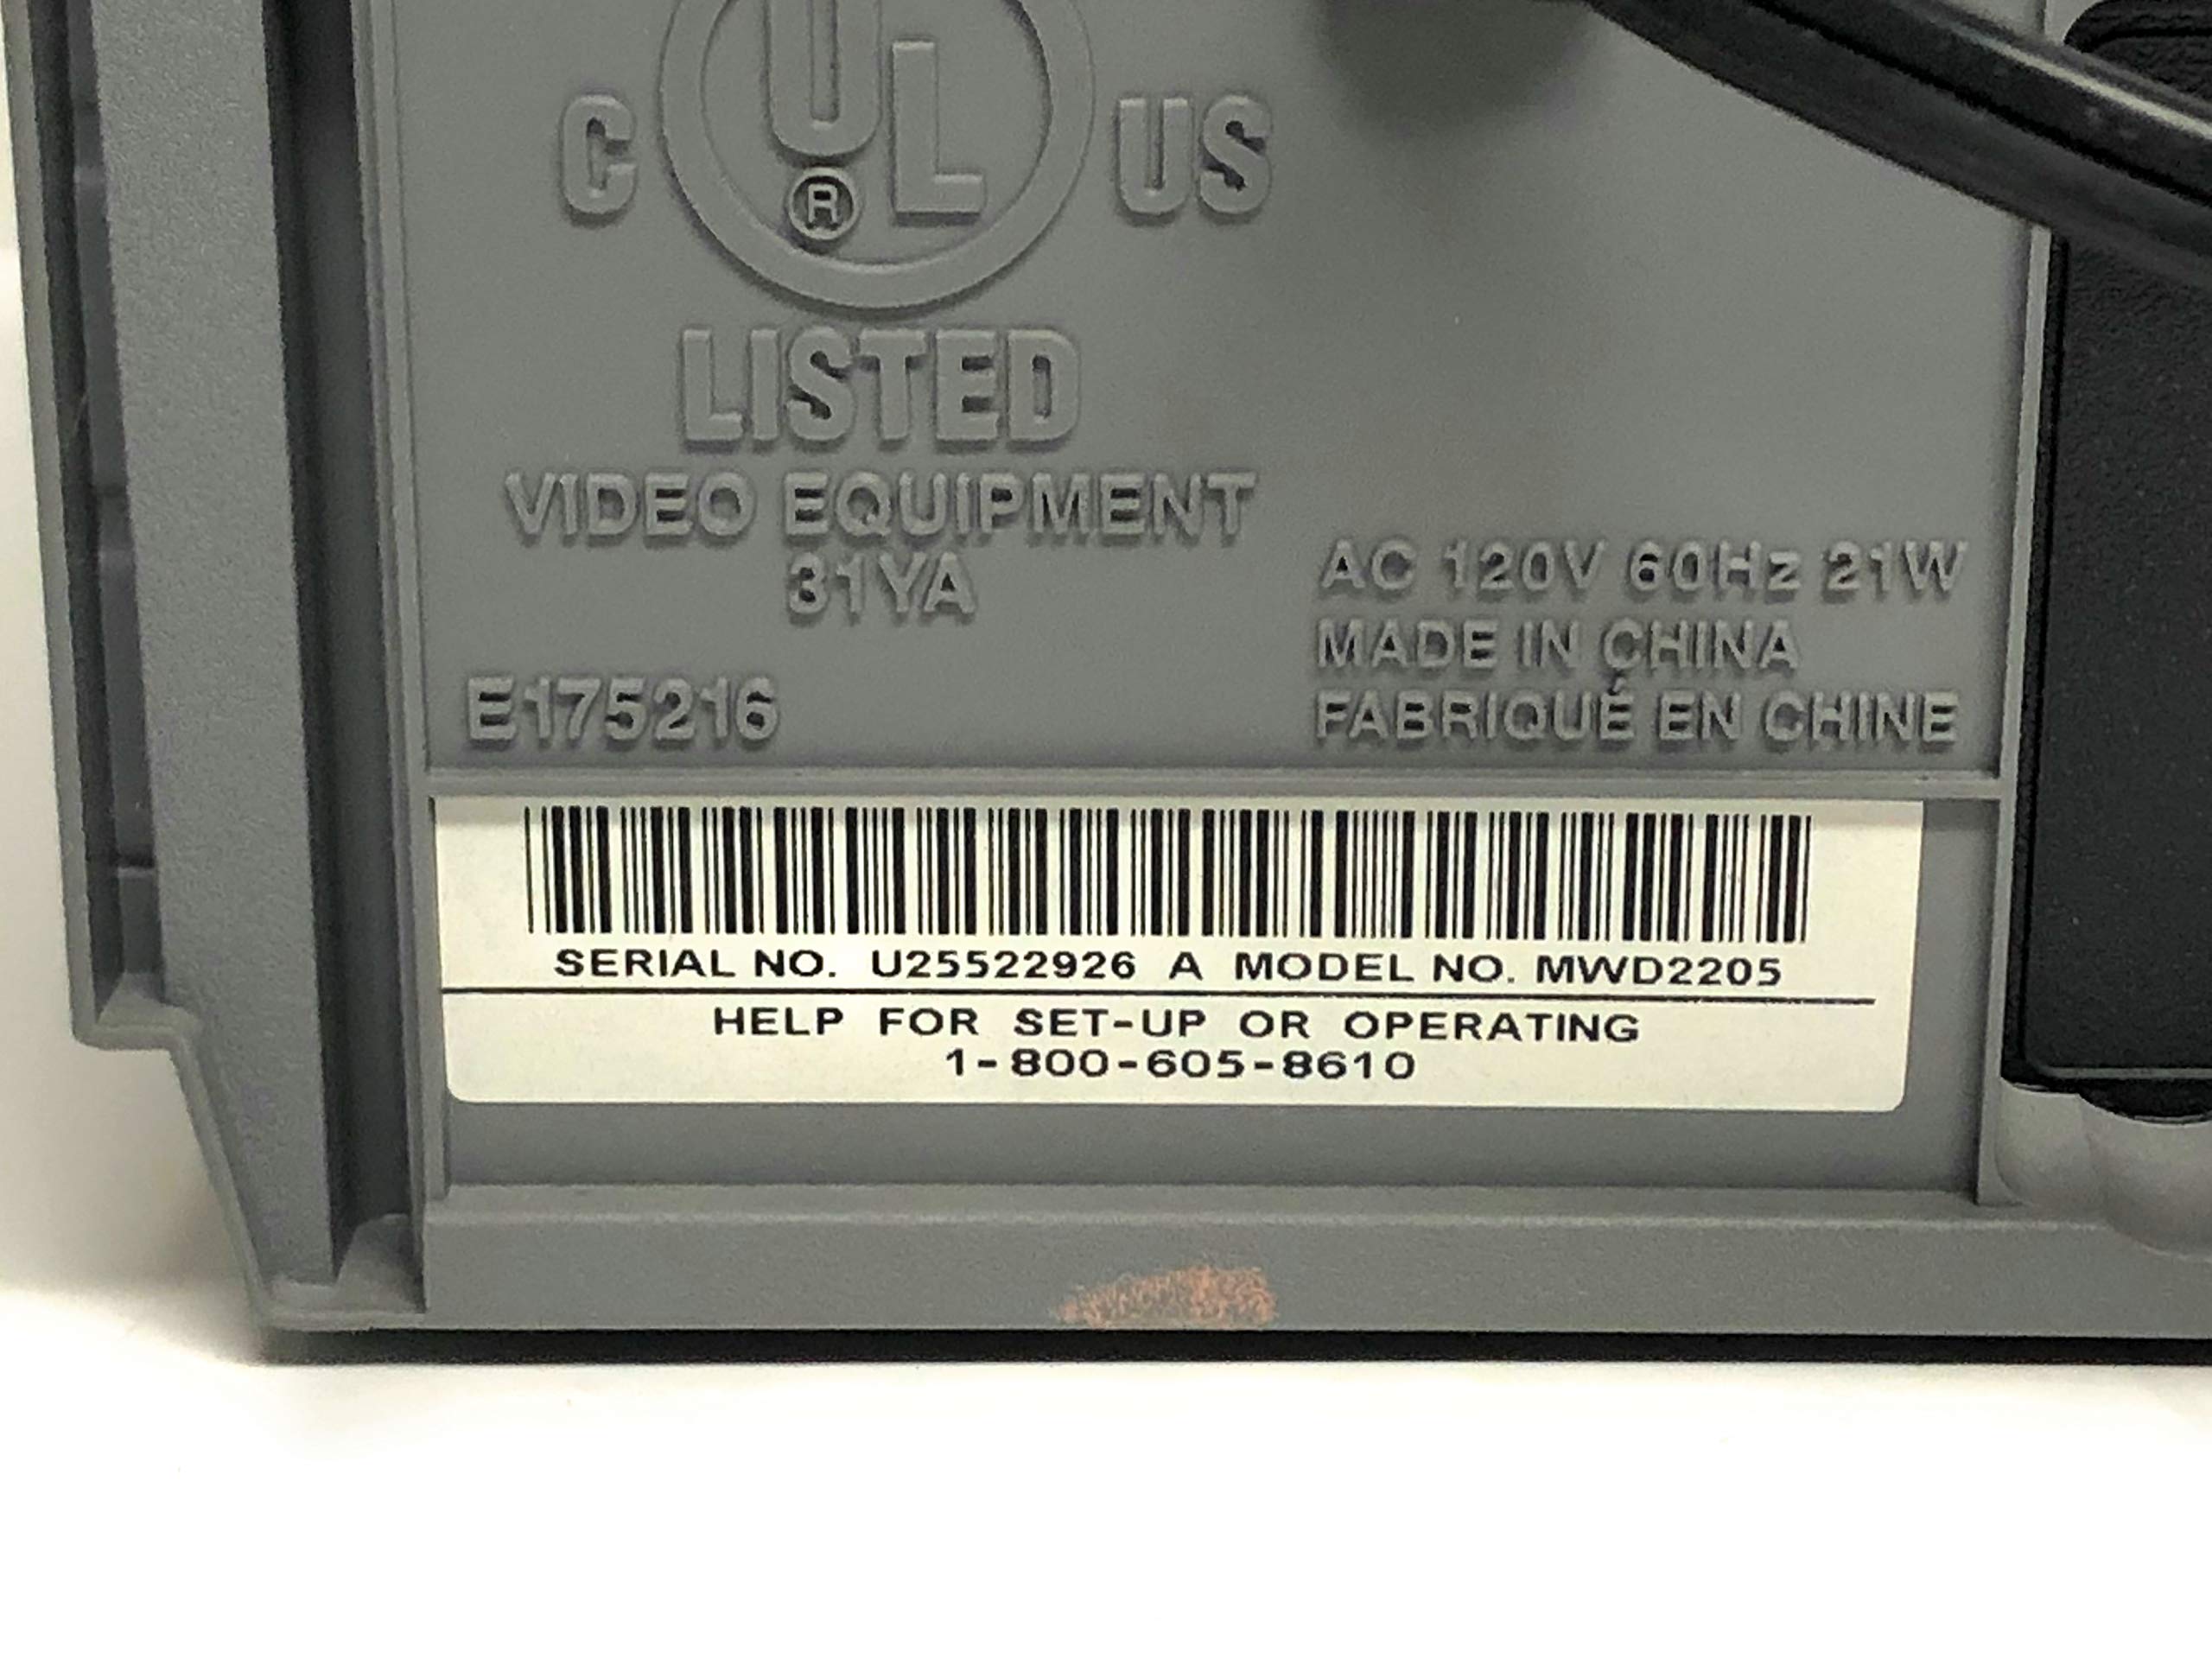 C UL US
®
LISTED
VIDEO EQUIPMENT
31YA
E175216
AC 120V 60Hz 21W
MADE IN CHINA
FABRIQUÉ EN CHINE
SERIAL NO. U25522926 A MODEL NO. MWD2205
HELP FOR SET-UP OR OPERATING
1-800-605-8610